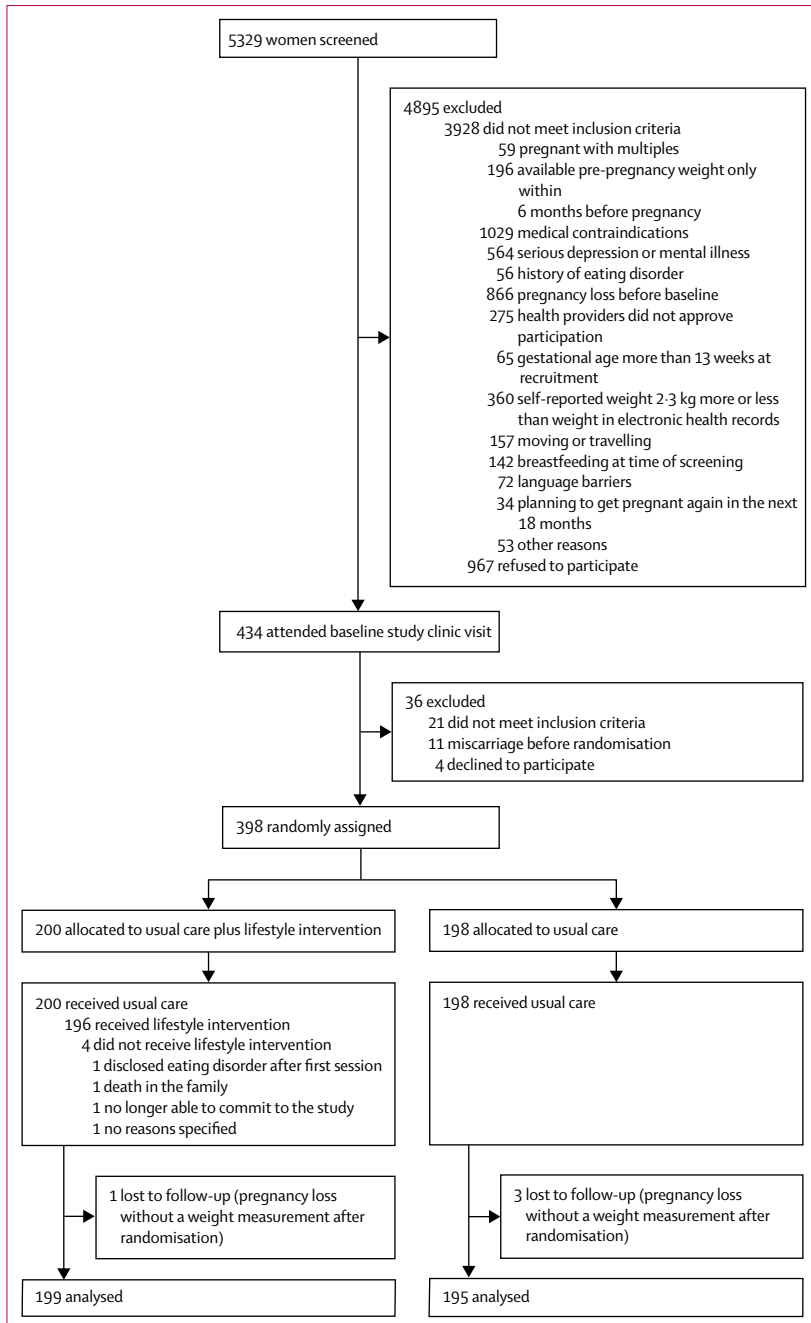 5329 women screened
4895 excluded
3928 did not meet inclusion criteria
59 pregnant with multiples
196 available pre-pregnancy weight only
within
6 months before pregnancy
1029 medical contraindications
564 serious depression or mental illness
56 history of eating disorder
866 pregnancy loss before baseline
275 health providers did not approve
participation
65 gestational age more than 13 weeks at
recruitment
360 self-reported weight 2·3 kg more or less
than weight in electronic health records
157 moving or travelling
142 breastfeeding at time of screening
72 language barriers
34 planning to get pregnant again in the next
18 months
53 other reasons
967 refused to participate
434 attended baseline study clinic visit
36 excluded
21 did not meet inclusion criteria
11 miscarriage before randomisation
4 declined to participate
398 randomly assigned
200 allocated to usual care plus lifestyle intervention
198 allocated to usual care
200 received usual care
196 received lifestyle intervention
4 did not receive lifestyle intervention
1 disclosed eating disorder after first session
1 death in the family
1 no longer able to commit to the study
1 no reasons specified
198 received usual care
1 lost to follow-up (pregnancy loss
without a weight measurement after
randomisation)
3 lost to follow-up (pregnancy loss
without a weight measurement after
randomisation)
199 analysed
195 analysed